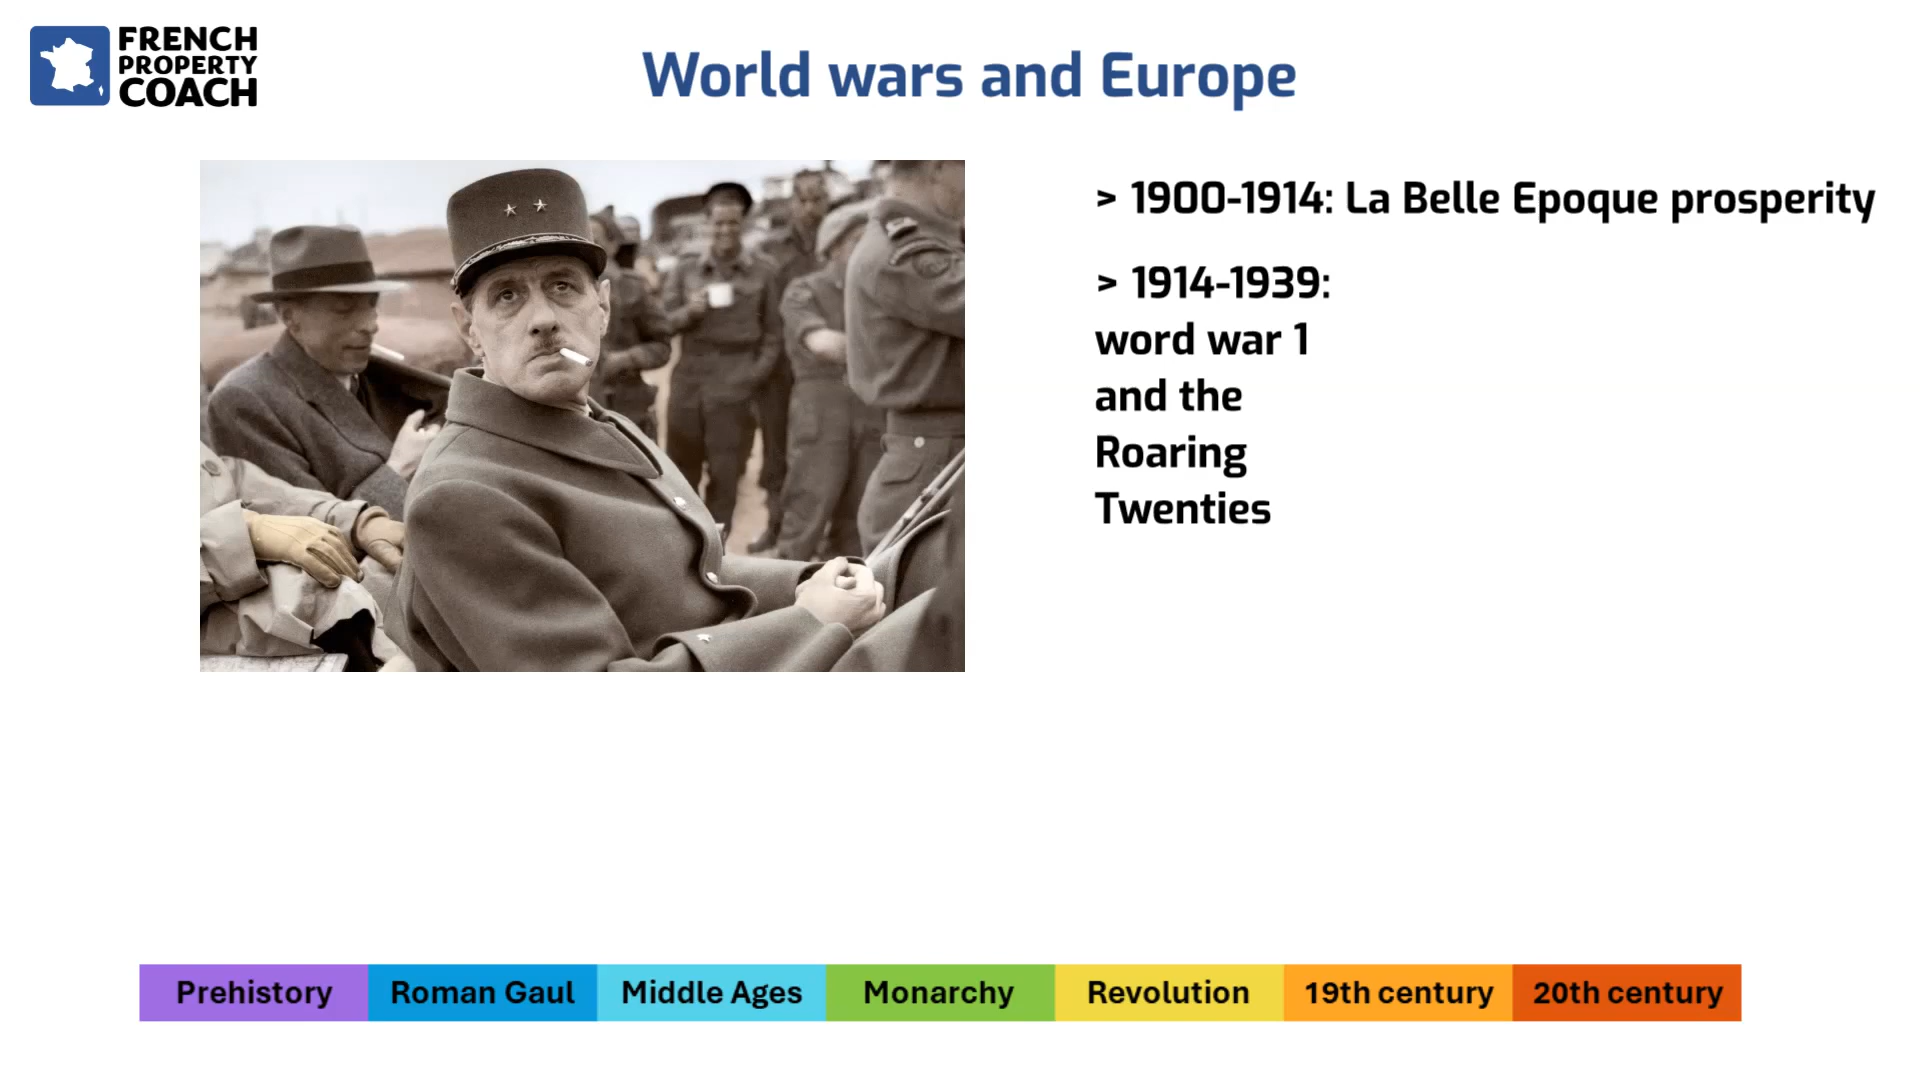 FRENCH
PROPERTY
COACH
World wars and Europe
> 1900-1914: La Belle Epoque prosperity
> 1914-1939:
word war 1
and the
Roaring
Twenties
Prehistory
Roman Gaul
Middle Ages
Monarchy
Revolution
19th century
20th century